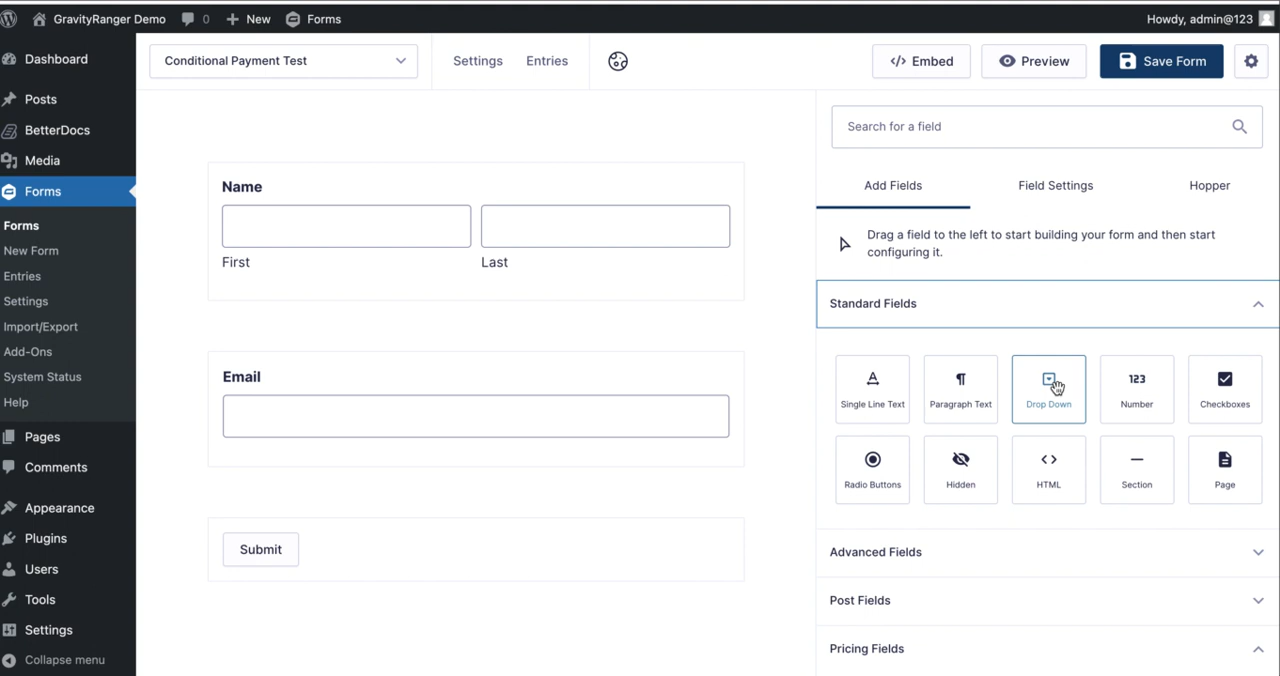 GravityRanger Demo
0
New
Forms
Howdy, admin@123
Dashboard
Posts
BetterDocs
Media
Forms
Forms
New Form
Entries
Settings
Import/Export
Add-Ons
System Status
Help
Pages
Comments
Appearance
Plugins
Users
Tools
Settings
Collapse menu
Conditional Payment Test
Settings
Entries
Embed
Preview
Save Form
Name
First
Last
Email
Submit
Search for a field
Add Fields
Field Settings
Hopper
Drag a field to the left to start building your form and then start
configuring it.
Standard Fields
Single Line Text
Paragraph Text
Drop Down
123
Number
Checkboxes
Radio Buttons
Hidden
HTML
Section
Page
Advanced Fields
Post Fields
Pricing Fields